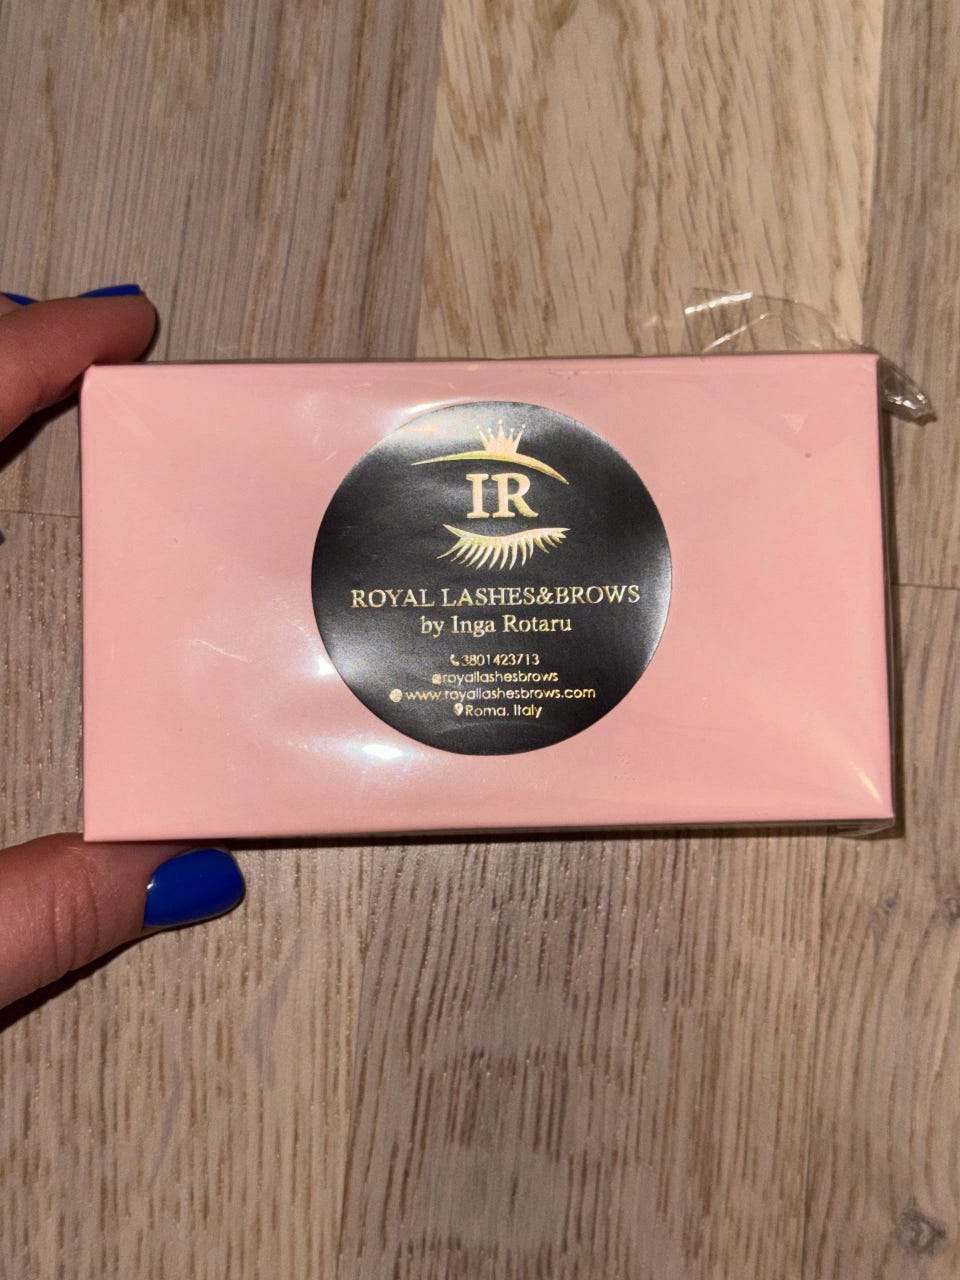 IR
ROYAL LASHES&BROWS
by Inga Rotaru
3801423713
@royallashesbrows
www.royallashesbrows.com
Roma, Italy